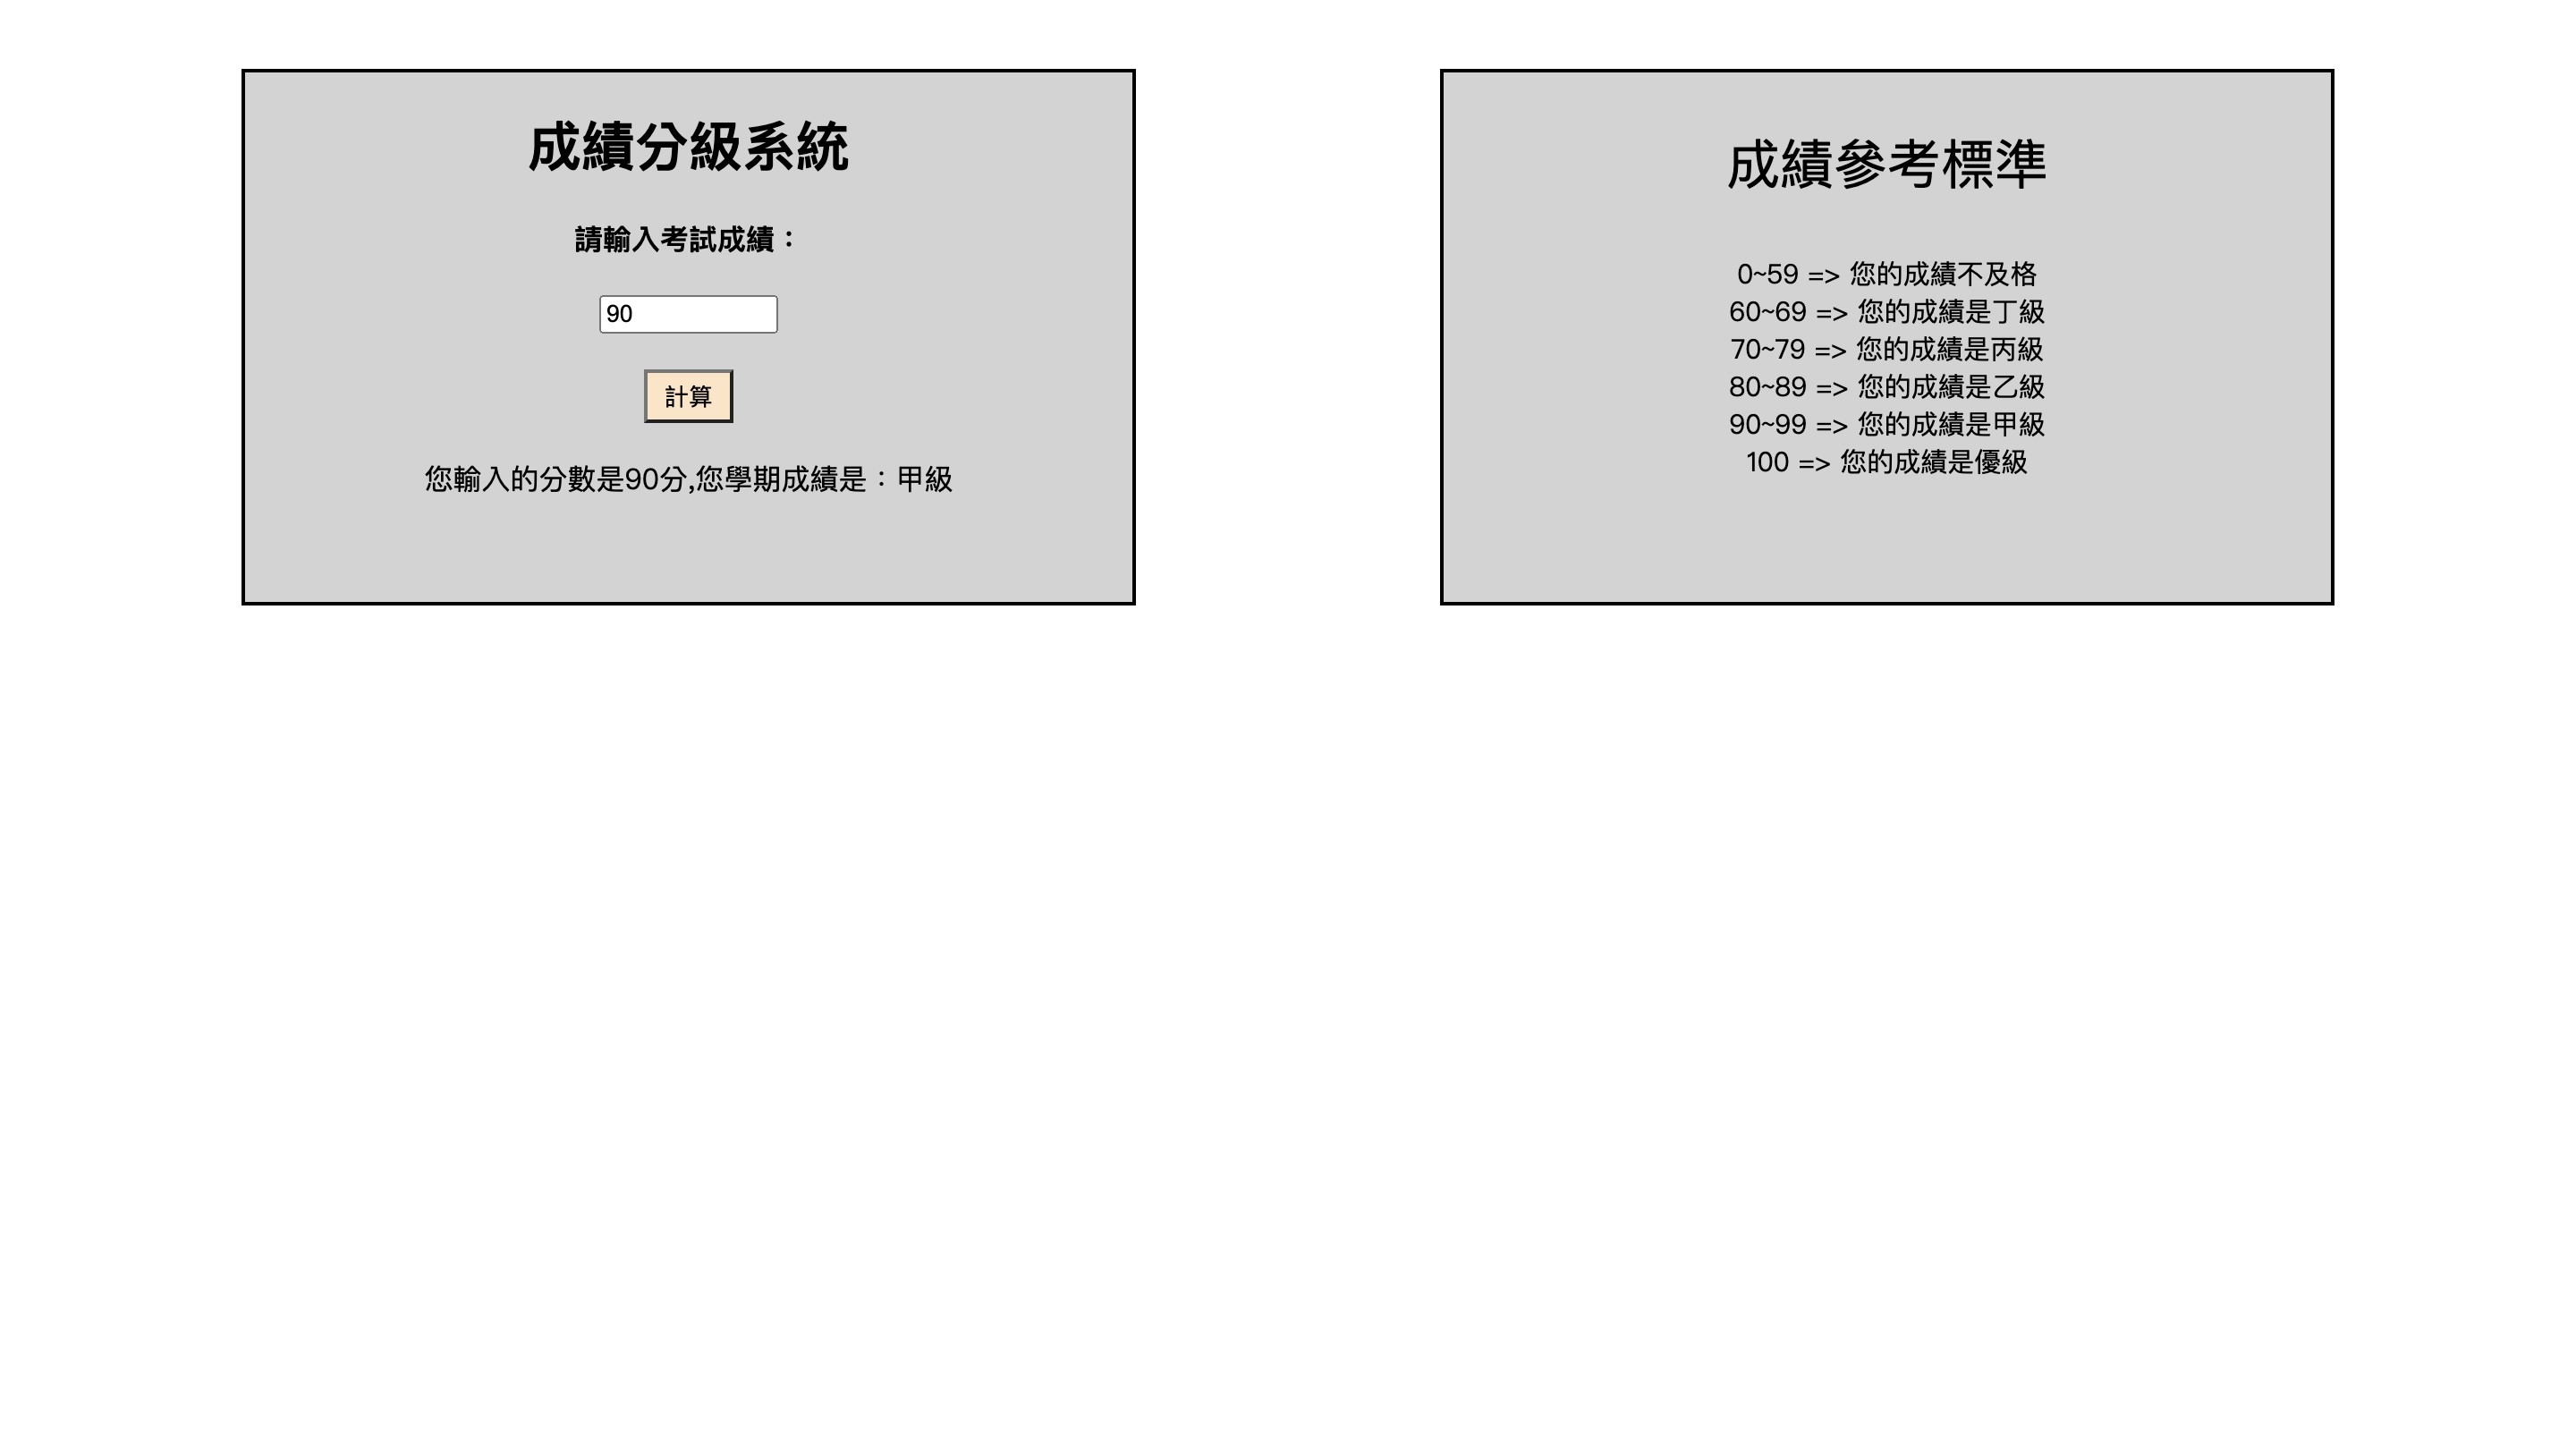 成績分級系統
請輸入考試成績：
90
計算
您輸入的分數是90分,您學期成績是：甲級
成績參考標準
0~59 => 您的成績不及格
60~69 => 您的成績是丁級
70~79 => 您的成績是丙級
80~89 => 您的成績是乙級
90~99 => 您的成績是甲級
100 => 您的成績是優級